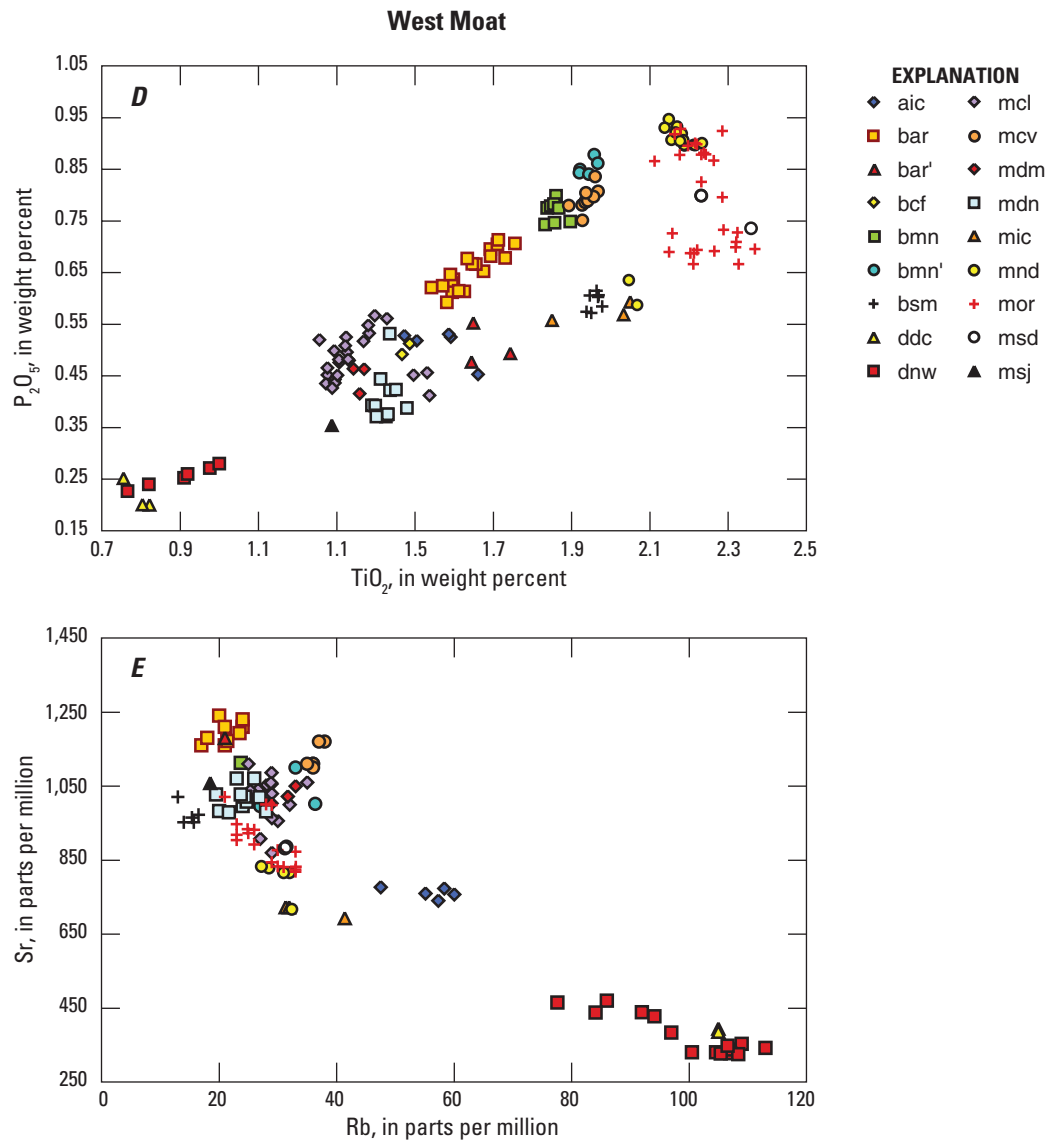 West Moat
D
1.05
0.95
0.85
0.75
0.65
0.55
0.45
0.35
0.25
0.15
P2O5, in weight percent
0.7 0.9 1.1 1.1 1.5 1.7 1.9 2.1 2.3 2.5
TiO2, in weight percent
EXPLANATION
aic mcl
bar mcv
bar' mdm
bcf mdn
bmn mic
bmn' mnd
bsm mor
ddc msd
dnw msj
E
1,450
1,250
1,050
850
650
450
250
Sr, in parts per million
0 20 40 60 80 100 120
Rb, in parts per million